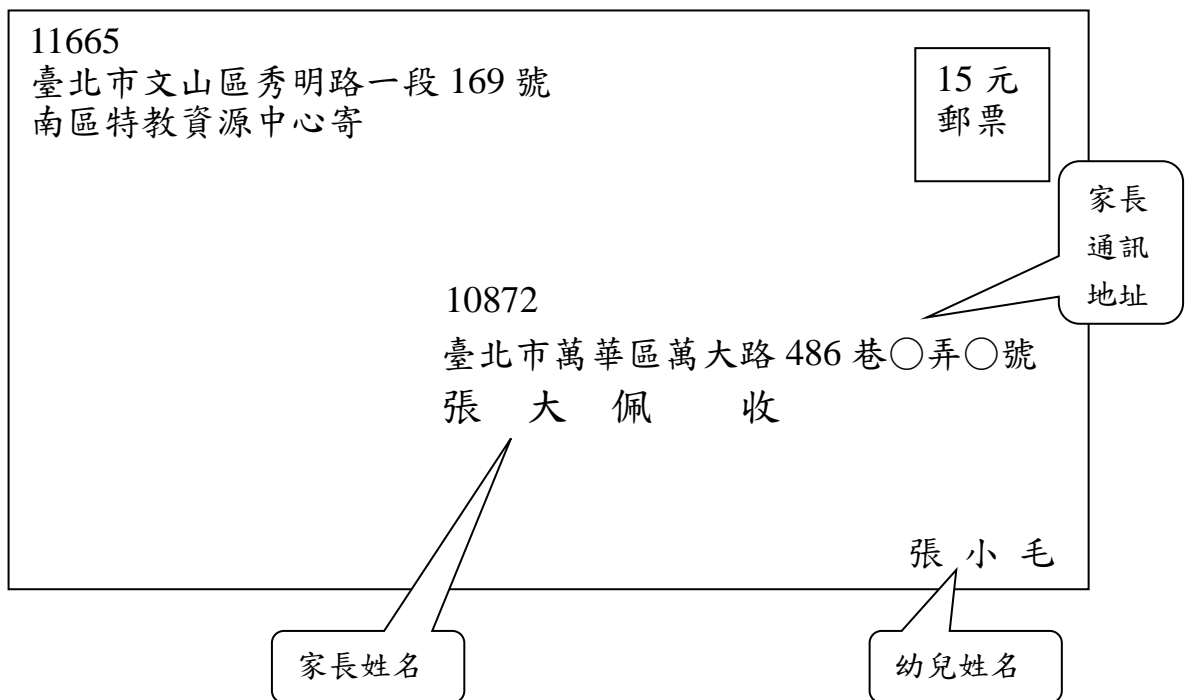 11665
臺北市文山區秀明路一段 169 號
南區特教資源中心寄
15 元
郵票
家長
通訊
地址
10872
臺北市萬華區萬大路 486 巷○弄○號
張 大 佩 收
張 小 毛
家長姓名
幼兒姓名